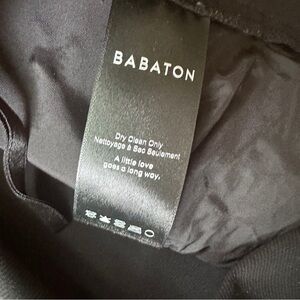 BABATON
Dry Clean Only
Nettoyage à Sec Seulement
A little love
goes a long way.